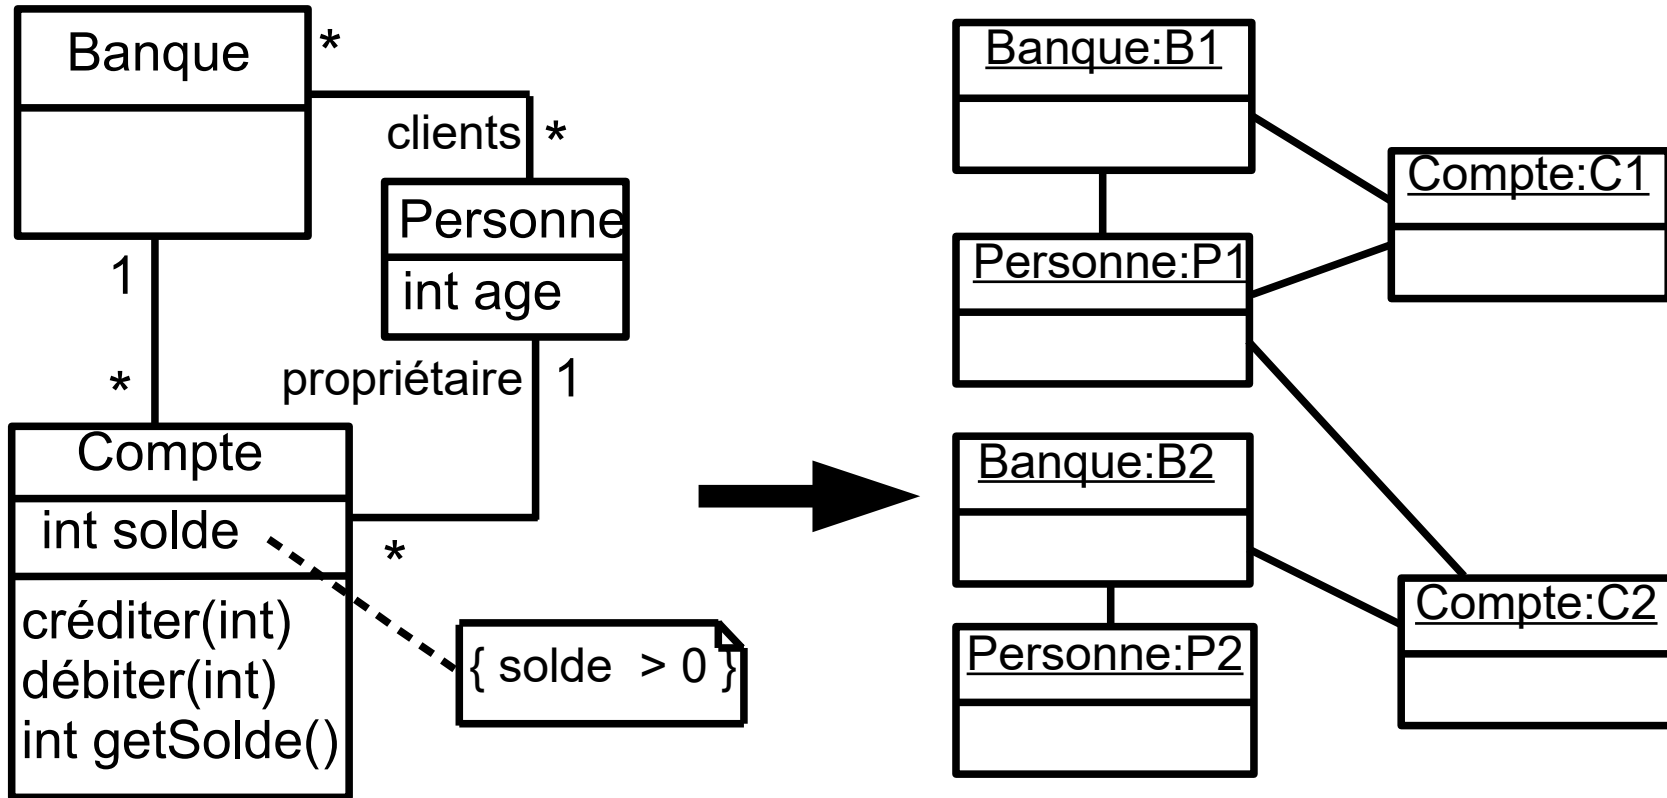 Banque
*
clients
*
Personne
int age
1
*
propriétaire
1
Compte
int solde
*
créditer(int)
débiter(int)
int getSolde()
{ solde > 0 }
Banque:B1
Compte:C1
Personne:P1
Banque:B2
Compte:C2
Personne:P2